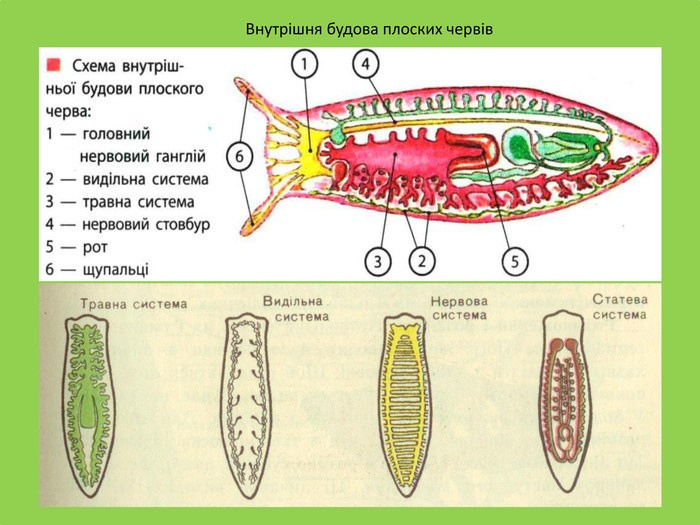 Внутрішня будова плоских червів
Схема внутріш-
ньої будови плоского
черва:
1 — головний
нервовий ганглій
2 — видільна система
3 — травна система
4 — нервовий стовбур
5 — рот
6 — щупальці
1
4
6
3
2
5
Травна система
Видільна
система
Нервова
система
Статева
система